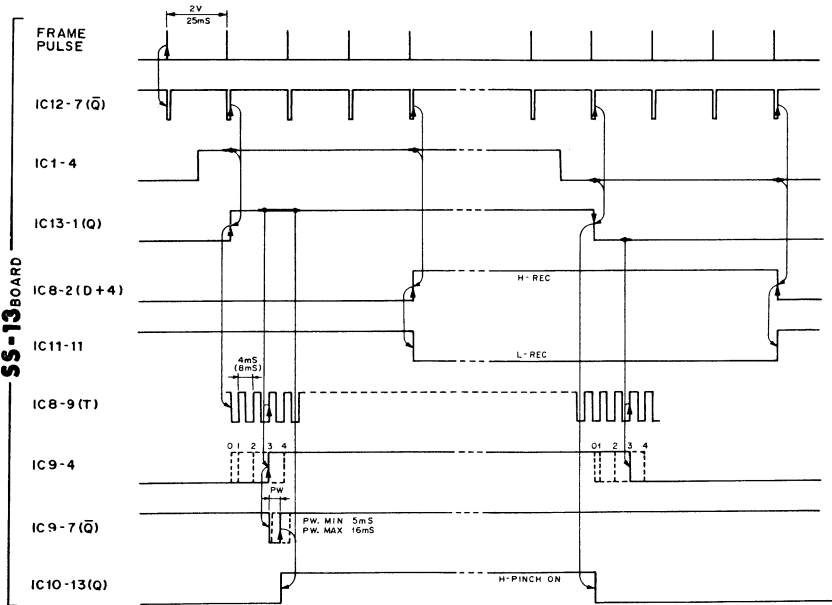 2V
25mS
FRAME
PULSE
IC12-7(Q̄)
IC1-4
IC13-1(Q)
IC8-2(D+4)
H-REC
IC11-11
L-REC
SS-13 BOARD
4mS
(8mS)
IC8-9(T)
0 1 2 3 4
0 1 2 3 4
IC9-4
PW
IC9-7(Q̄)
PW. MIN 5mS
PW. MAX 16mS
IC10-13(Q)
H-PINCH ON